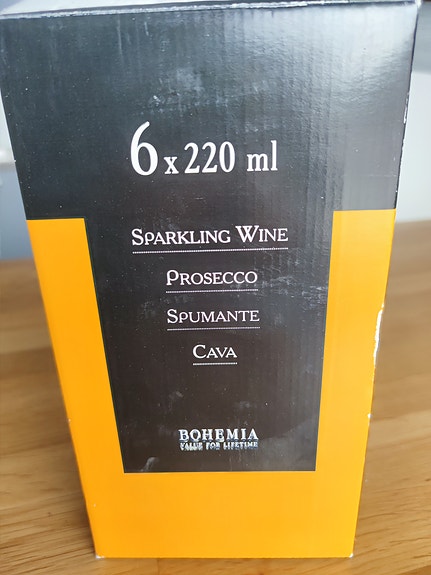 6 x 220 ml
SPARKLING WINE
PROSECCO
SPUMANTE
CAVA
BOHEMIA
VALUE FOR LIFETIME